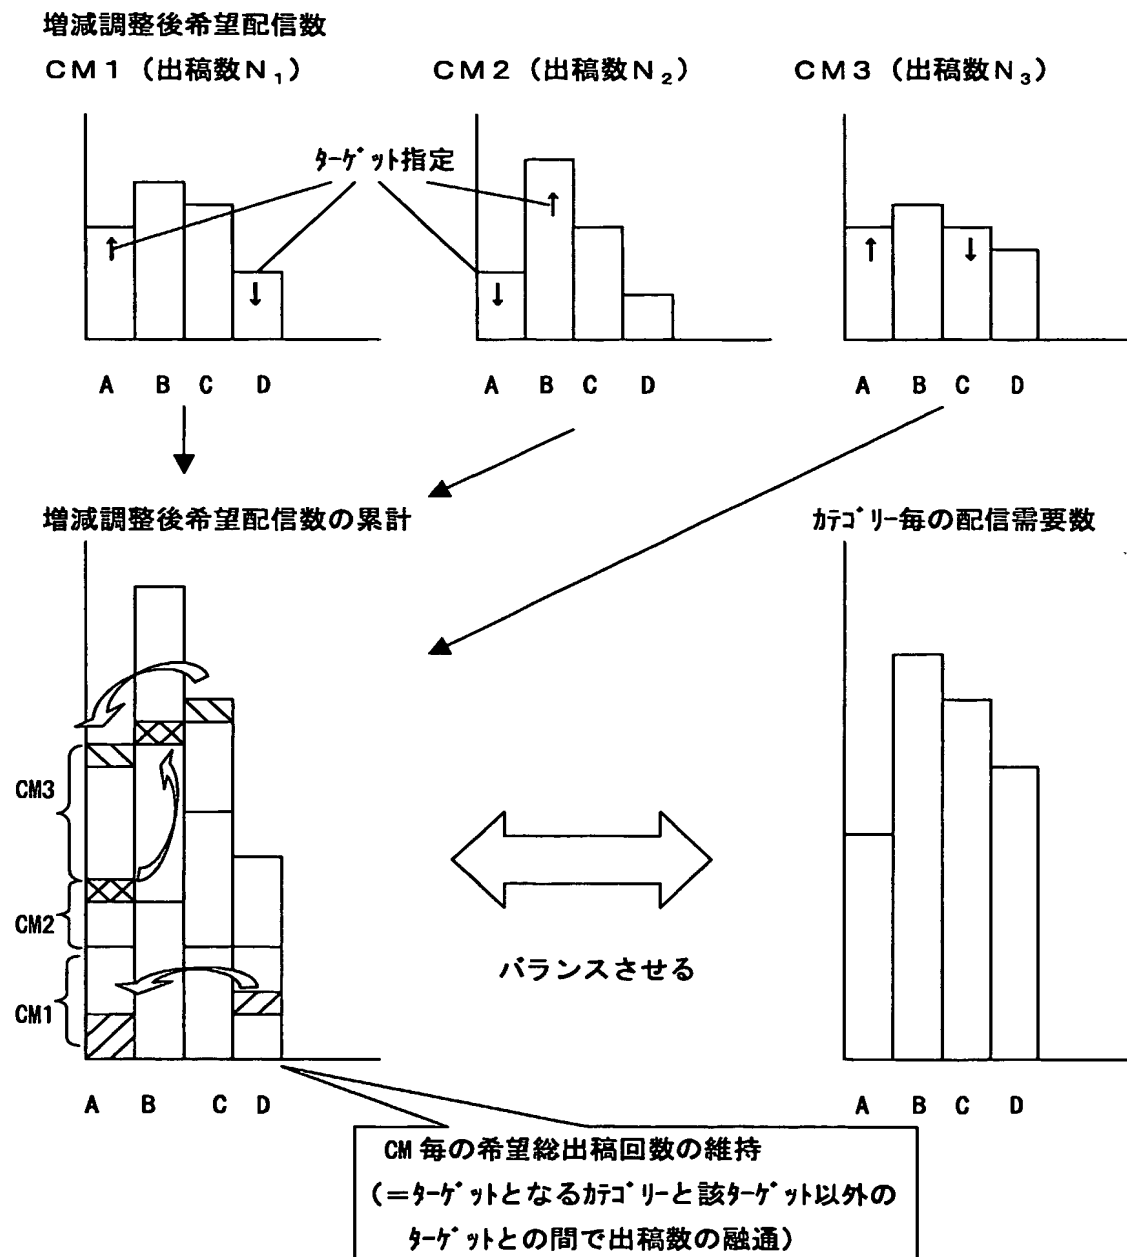 増減調整後希望配信数
CM1（出稿数N₁） CM2（出稿数N₂） CM3（出稿数N₃）
ﾀｰｹﾞｯﾄ指定
↑ ↓ ↓ ↑ ↑ ↓
A B C D A B C D A B C D
増減調整後希望配信数の累計 ｶﾃｺﾞﾘｰ毎の配信需要数
CM3
CM2
CM1
バランスさせる
A B C D A B C D
CM毎の希望総出稿回数の維持
(＝ﾀｰｹﾞｯﾄとなるｶﾃｺﾞﾘｰと該ﾀｰｹﾞｯﾄ以外の
ﾀｰｹﾞｯﾄとの間で出稿数の融通)